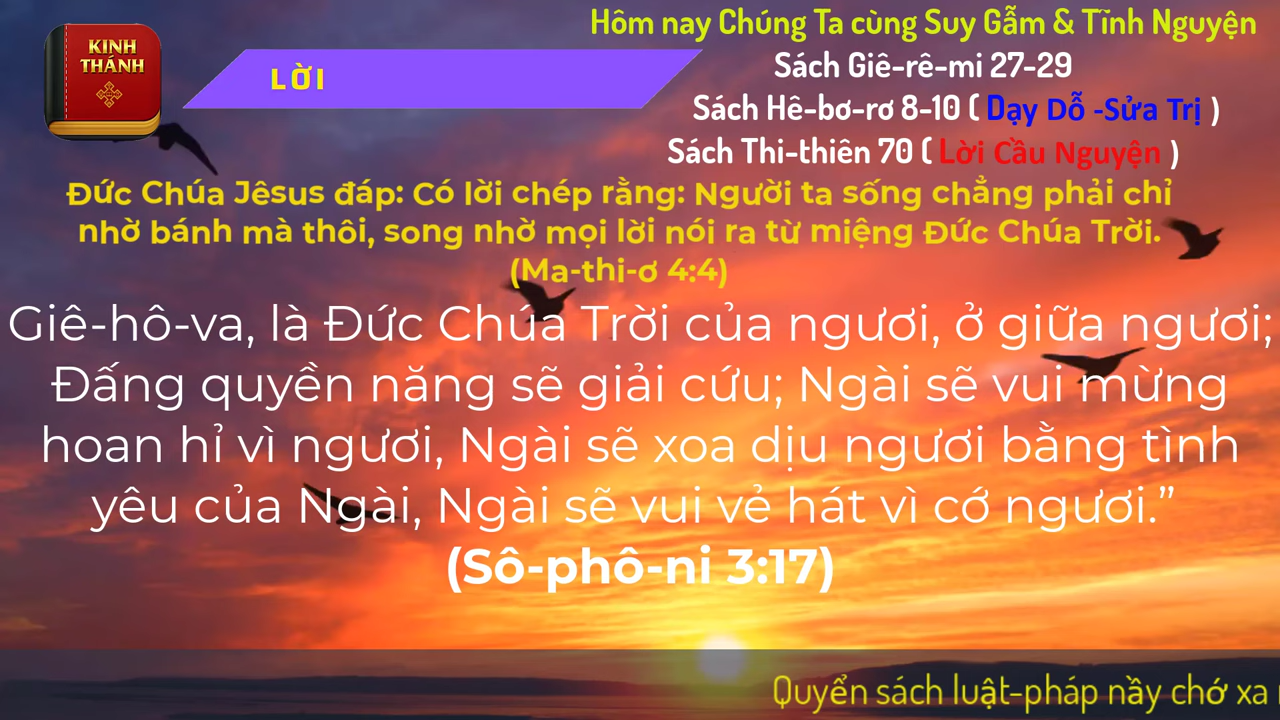 KINH
THÁNH
LỜI
Hôm nay Chúng Ta cùng Suy Gẫm & Tĩnh Nguyện
Sách Giê-rê-mi 27-29
Sách Hê-bơ-rơ 8-10 ( Dạy Dỗ -Sửa Trị )
Sách Thi-thiên 70 ( Lời Cầu Nguyện )
Đức Chúa Jêsus đáp: Có lời chép rằng: Người ta sống chẳng phải chỉ
nhờ bánh mà thôi, song nhờ mọi lời nói ra từ miệng Đức Chúa Trời.
(Ma-thi-ơ 4:4)
Giê-hô-va, là Đức Chúa Trời của ngươi, ở giữa ngươi;
Đấng quyền năng sẽ giải cứu; Ngài sẽ vui mừng
hoan hỉ vì ngươi, Ngài sẽ xoa dịu ngươi bằng tình
yêu của Ngài, Ngài sẽ vui vẻ hát vì cớ ngươi.”
(Sô-phô-ni 3:17)
Quyển sách luật-pháp nầy chớ xa